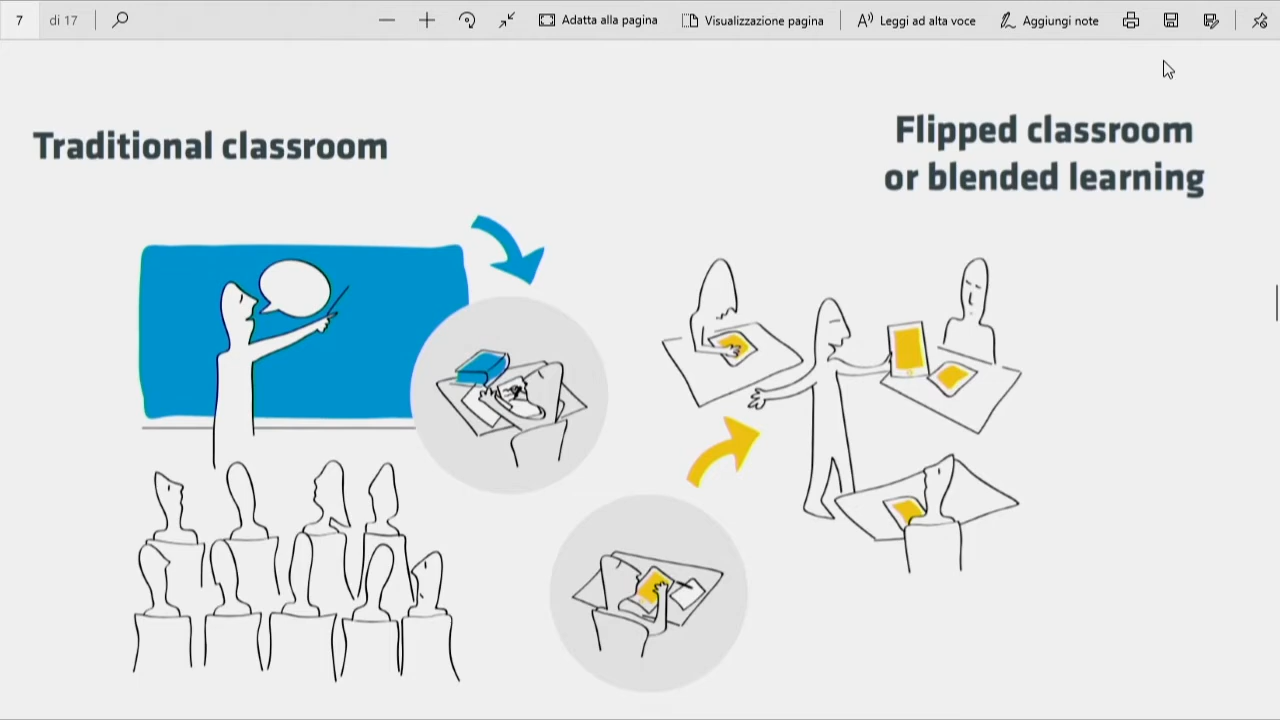 7 di 17 Adatta alla pagina Visualizzazione pagina Leggi ad alta voce Aggiungi note
Traditional classroom
Flipped classroom
or blended learning